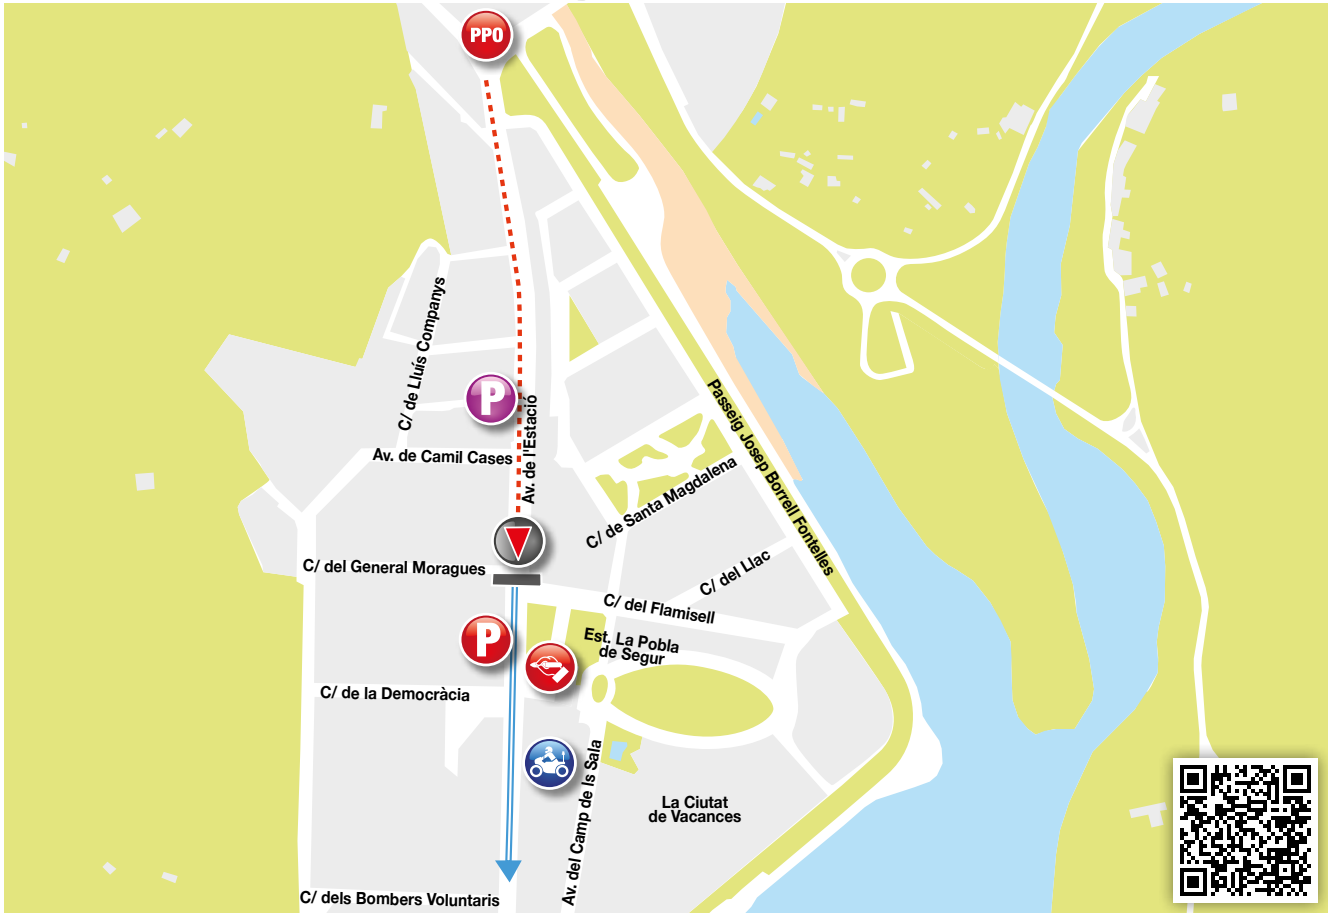 PPO
C/ de Lluís Companys
P
Av. de l'Estació
Av. de Camil Cases
Passeig Josep Borrell Fontelles
C/ de Santa Magdalena
C/ del General Moragues
C/ del Llac
C/ del Flamisell
P
Est. La Pobla
de Segur
C/ de la Democràcia
Av. del Camp de ls Sala
La Ciutat
de Vacances
C/ dels Bombers Voluntaris